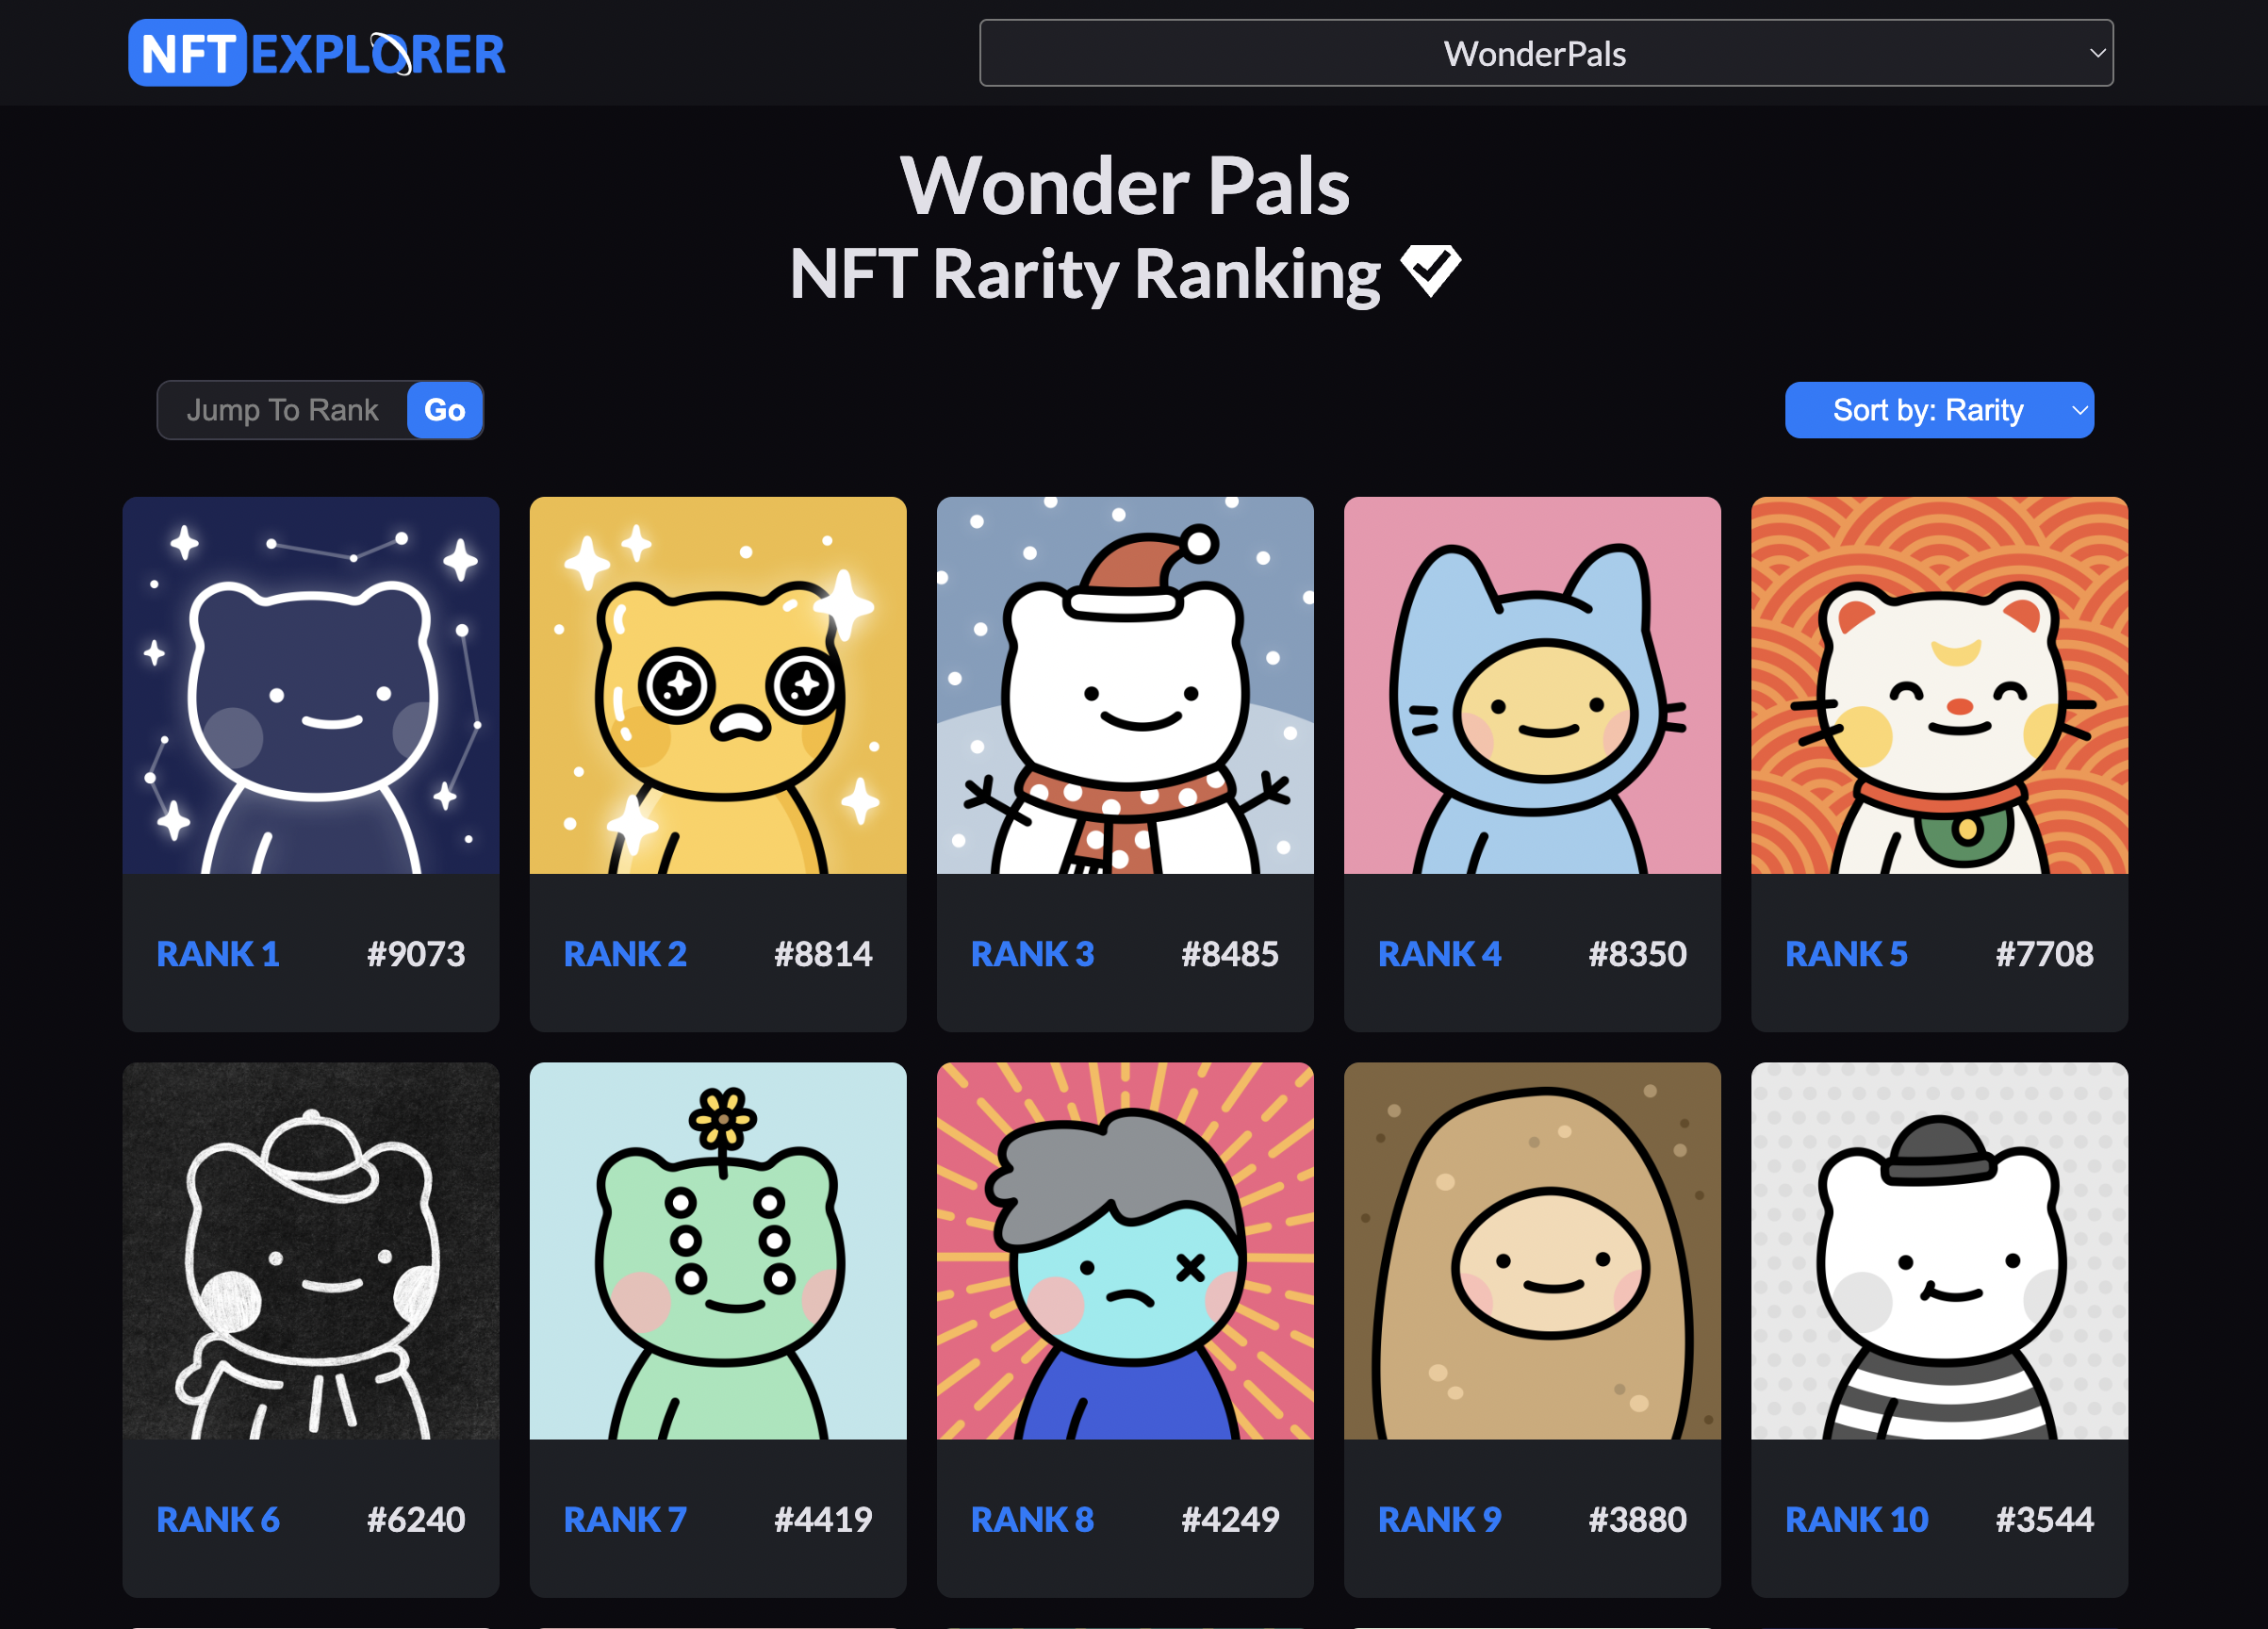 NFT EXPLORER
WonderPals
Wonder Pals
NFT Rarity Ranking
Jump To Rank
Go
Sort by: Rarity
RANK 1 #9073
RANK 2 #8814
RANK 3 #8485
RANK 4 #8350
RANK 5 #7708
RANK 6 #6240
RANK 7 #4419
RANK 8 #4249
RANK 9 #3880
RANK 10 #3544